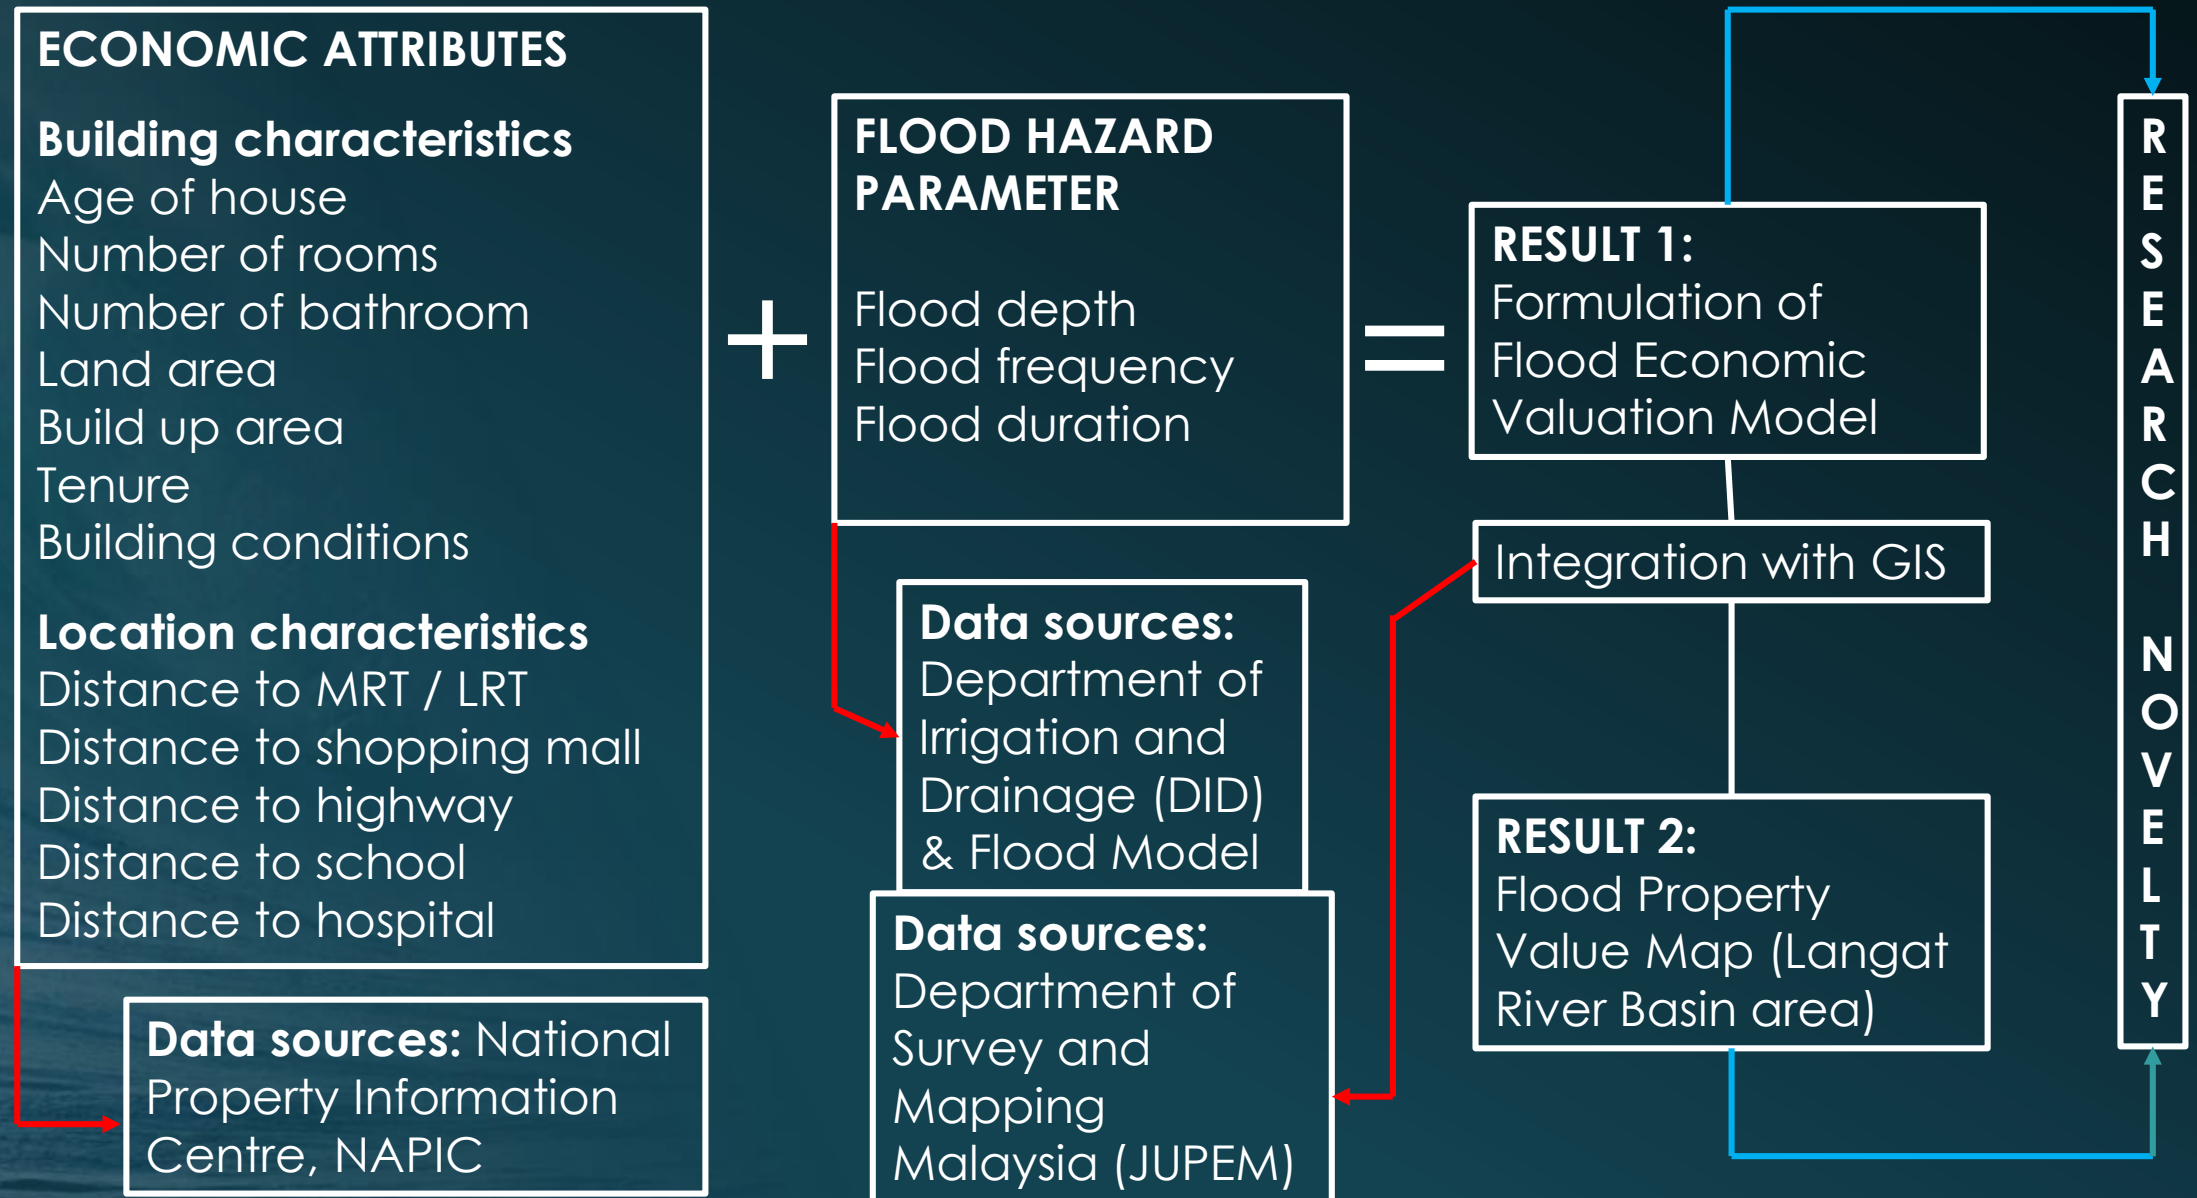 ECONOMIC ATTRIBUTES
Building characteristics
Age of house
Number of rooms
Number of bathroom
Land area
Build up area
Tenure
Building conditions
Location characteristics
Distance to MRT / LRT
Distance to shopping mall
Distance to highway
Distance to school
Distance to hospital
Data sources: National
Property Information
Centre, NAPIC
+
FLOOD HAZARD
PARAMETER
Flood depth
Flood frequency
Flood duration
Data sources:
Department of
Irrigation and
Drainage (DID)
& Flood Model
Data sources:
Department of
Survey and
Mapping
Malaysia (JUPEM)
=
RESULT 1:
Formulation of
Flood Economic
Valuation Model
Integration with GIS
RESULT 2:
Flood Property
Value Map (Langat
River Basin area)
RESEARCH NOVELTY